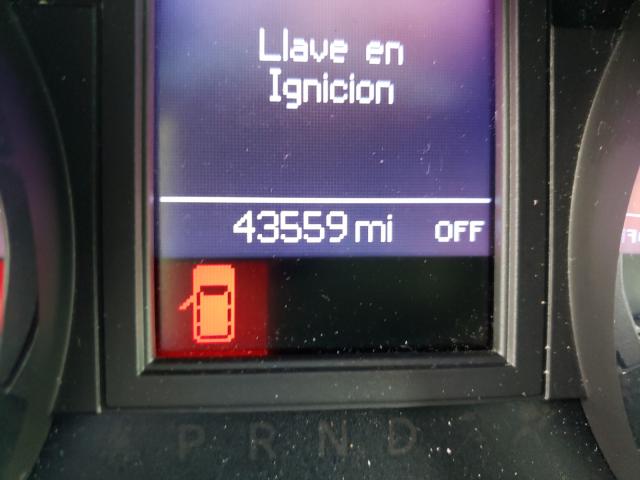 Llave en
Ignicion
43559 mi OFF
P R N D